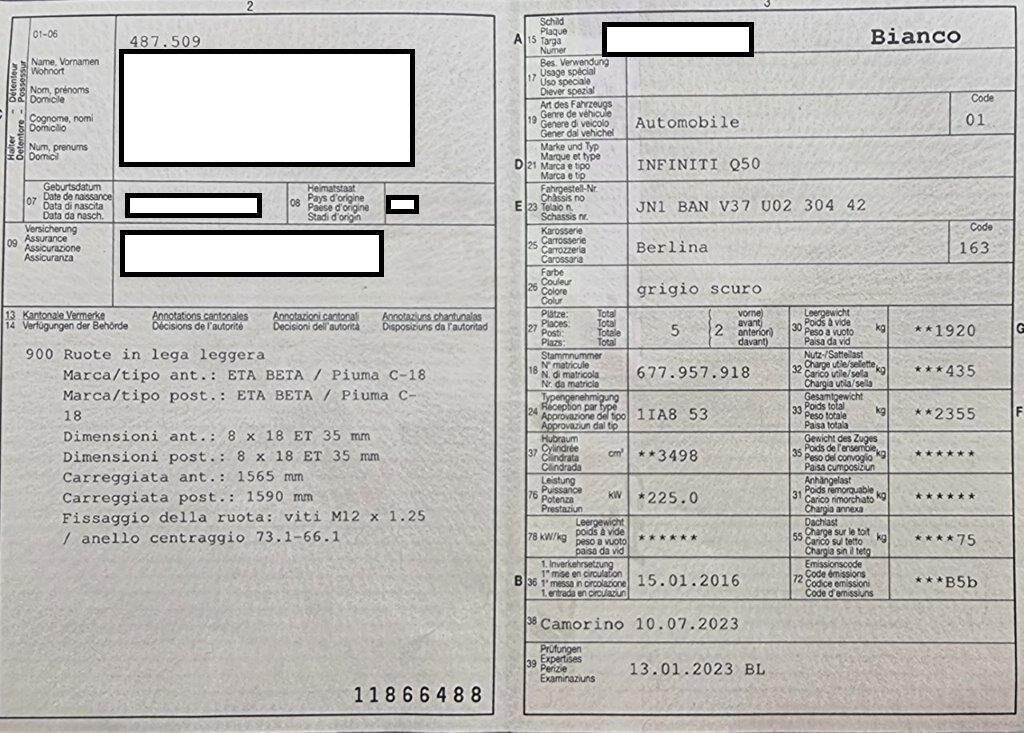 2
01-06
487.509
Halter - Détenteur
Detentore - Possessur
Name, Vornamen
Wohnort
Nom, prénoms
Domicile
Cognome, nomi
Domicilio
Num, prenums
Domicil
07
Geburtsdatum
Date de naissance
Data di nascita
Data da nasch.
08
Heimatstaat
Pays d'origine
Paese d'origine
Stadi d'origin
09
Versicherung
Assurance
Assicurazione
Assicuranza
13 Kantonale Vermerke Annotations cantonales Annotazioni cantonali Annotaziuns chantunalas
14 Verfügungen der Behörde Décisions de l'autorité Decisioni dell'autorità Disposiziuns da l'autoritad
900 Ruote in lega leggera
Marca/tipo ant.: ETA BETA / Piuma C-18
Marca/tipo post.: ETA BETA / Piuma C-
18
Dimensioni ant.: 8 x 18 ET 35 mm
Dimensioni post.: 8 x 18 ET 35 mm
Carreggiata ant.: 1565 mm
Carreggiata post.: 1590 mm
Fissaggio della ruota: viti M12 x 1.25
/ anello centraggio 73.1-66.1
11866488
3
A 15
Schild
Plaque
Targa
Numer
Bianco
17
Bes. Verwendung
Usage spécial
Uso speciale
Diever spezial
19
Art des Fahrzeugs
Genre de véhicule
Genere di veicolo
Gener dal vehichel
Automobile
Code
01
D 21
Marke und Typ
Marque et type
Marca e tipo
Marca e tip
INFINITI Q50
E 23
Fahrgestell-Nr.
Châssis no
Telaio n.
Schassis nr.
JN1 BAN V37 U02 304 42
25
Karosserie
Carrosserie
Carrozzeria
Carossaria
Berlina
Code
163
26
Farbe
Couleur
Colore
Colur
grigio scuro
27
Plätze: Total
Places: Total
Posti: Totale
Plazs: Total
5 { 2
vorne)
avant)
anteriori)
davant)
30
Leergewicht
Poids à vide
Peso a vuoto
Paisa da vid
kg
**1920
G
18
Stammnummer
N° matricule
N. di matricola
Nr. da matricla
677.957.918
32
Nutz-/Sattellast
Charge utile/sellette
Carico utile/sella
Chargia utila/sella
kg
***435
24
Typengenehmigung
Réception par type
Approvazione del tipo
Approvaziun dal tip
1IA8 53
33
Gesamtgewicht
Poids total
Peso totale
Paisa totala
kg
**2355
F
37
Hubraum
Cylindrée
Cilindrata
Cilindrada
cm³
**3498
35
Gewicht des Zuges
Poids de l'ensemble
Peso del convoglio
Paisa cumposiziun
kg
******
76
Leistung
Puissance
Potenza
Prestaziun
kW
*225.0
31
Anhängelast
Poids remorquable
Carico rimorchiato
Chargia annexa
kg
******
78 kW/kg
Leergewicht
poids à vide
peso a vuoto
paisa da vid
******
55
Dachlast
Charge sur le toit
Carico sul tetto
Chargia sin il tetg
kg
****75
B 36
1. Inverkehrsetzung
1re mise en circulation
1a messa in circolazione
1. entrada en circulaziun
15.01.2016
72
Emissionscode
Code émissions
Codice emissioni
Code d'emissiuns
***B5b
38 Camorino 10.07.2023
39
Prüfungen
Expertises
Perizie
Examinaziuns
13.01.2023 BL